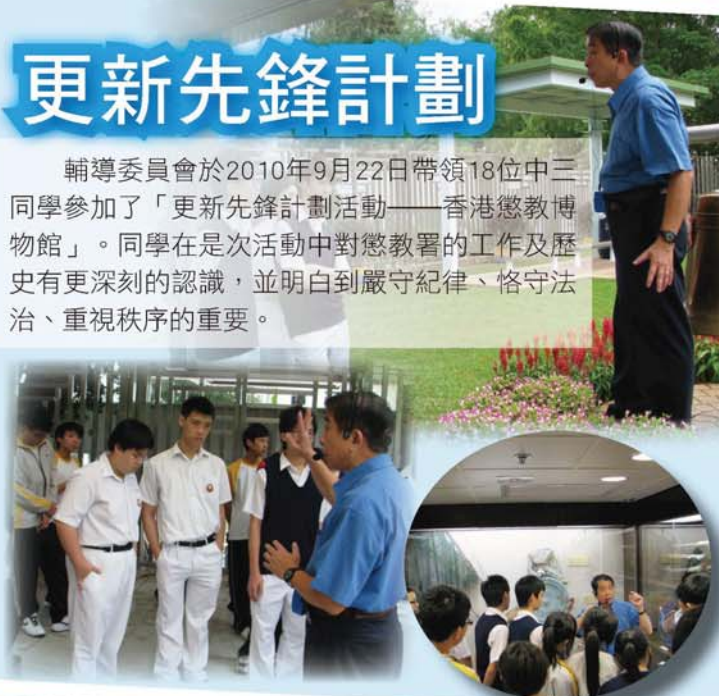 更新先鋒計劃
輔導委員會於2010年9月22日帶領18位中三
同學參加了「更新先鋒計劃活動——香港懲教博
物館」。同學在是次活動中對懲教署的工作及歷
史有更深刻的認識，並明白到嚴守紀律、恪守法
治、重視秩序的重要。